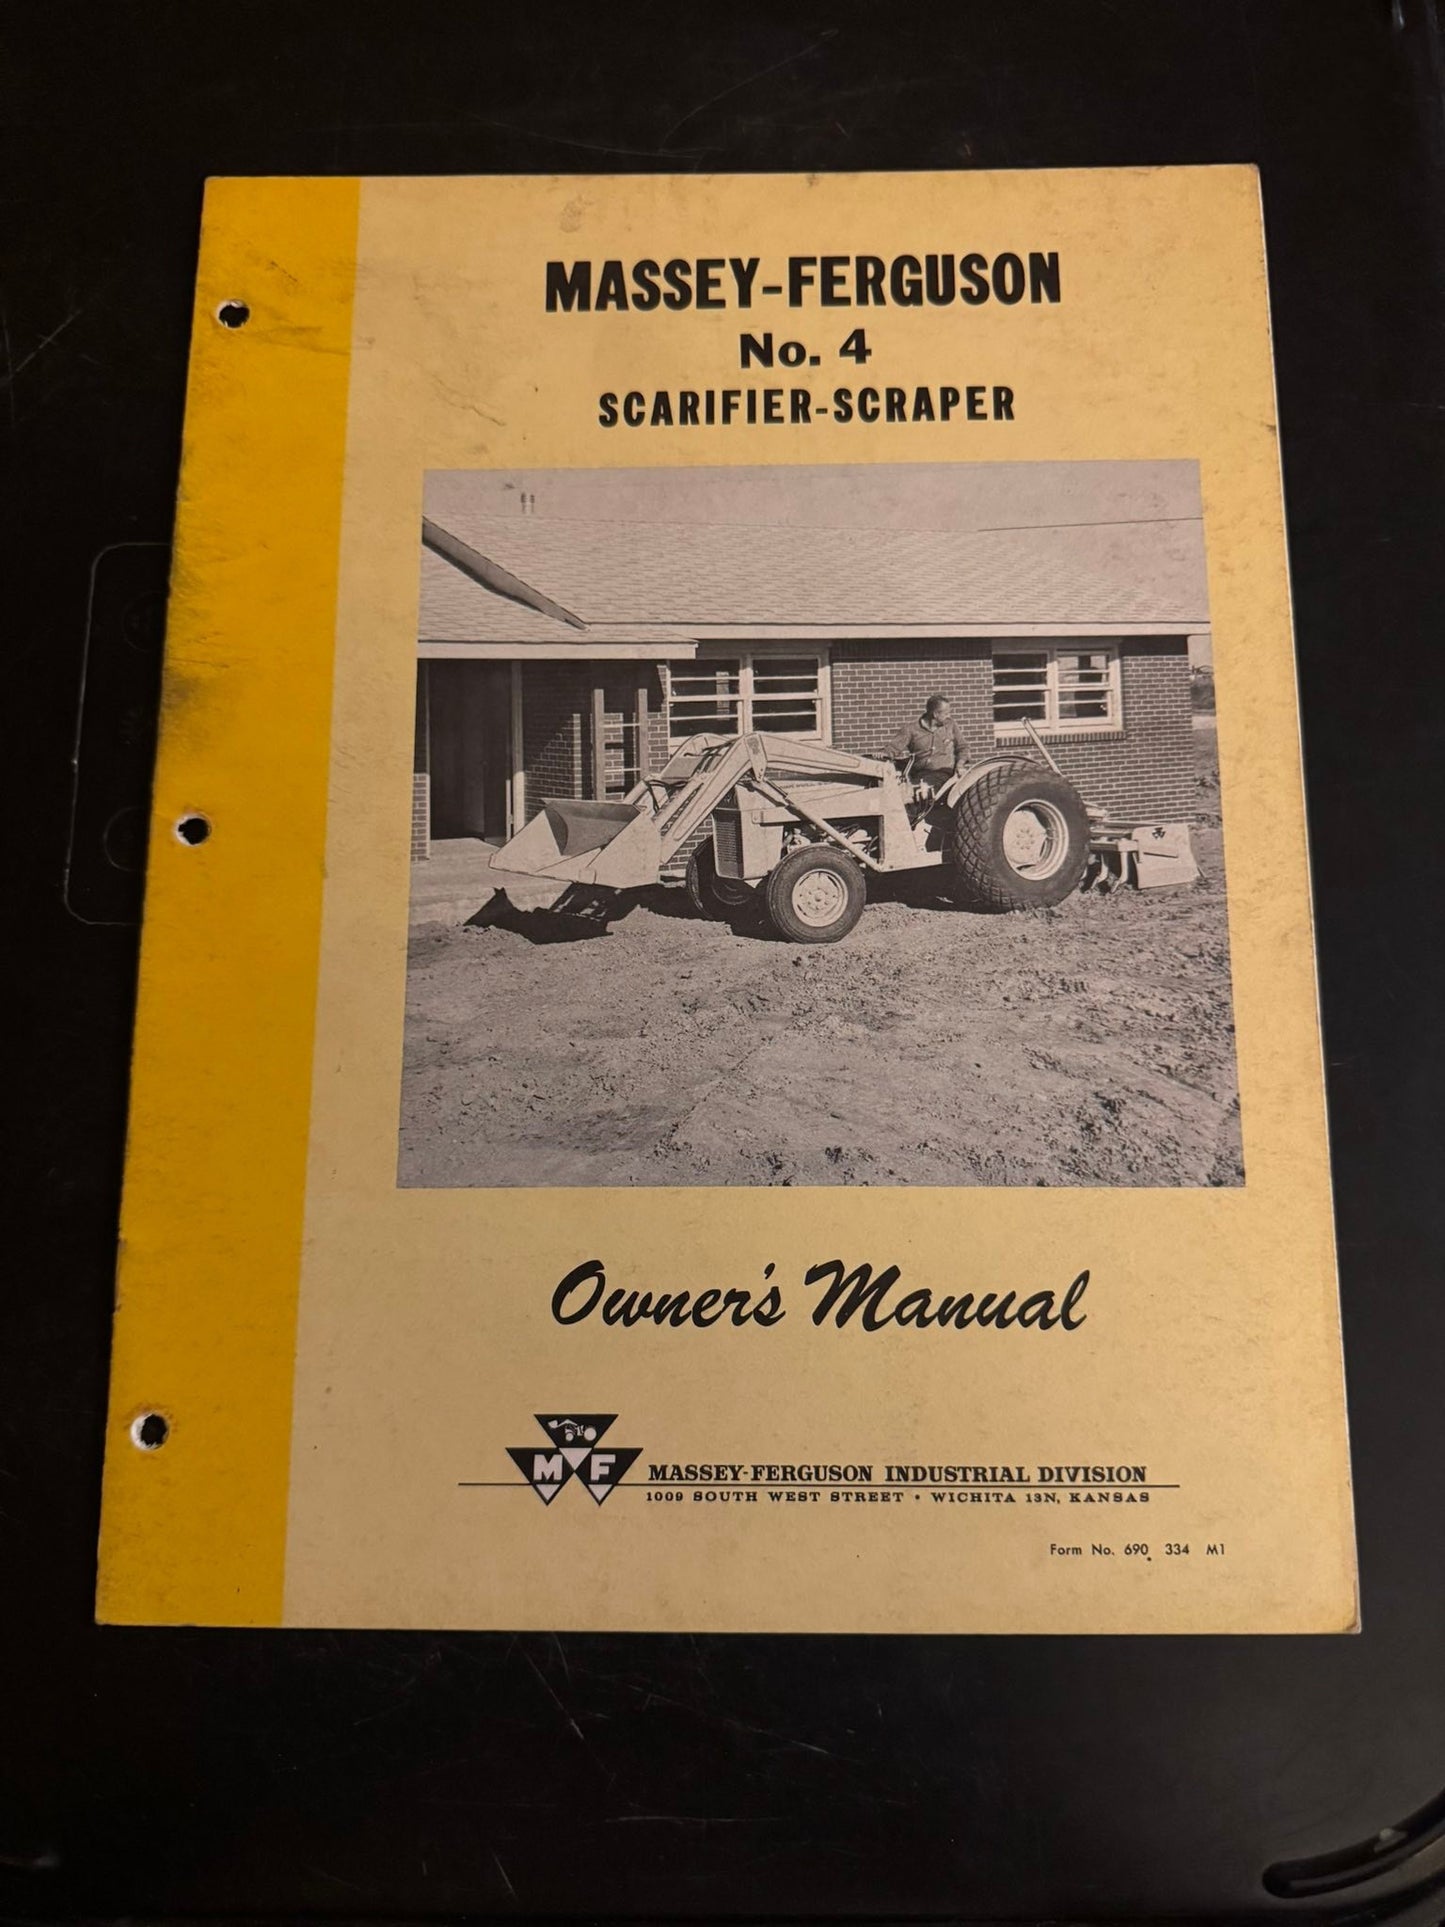 MASSEY-FERGUSON
No. 4
SCARIFIER-SCRAPER
Owner's Manual
MF
MASSEY-FERGUSON INDUSTRIAL DIVISION
1009 SOUTH WEST STREET • WICHITA 13N, KANSAS
Form No. 690 334 M1